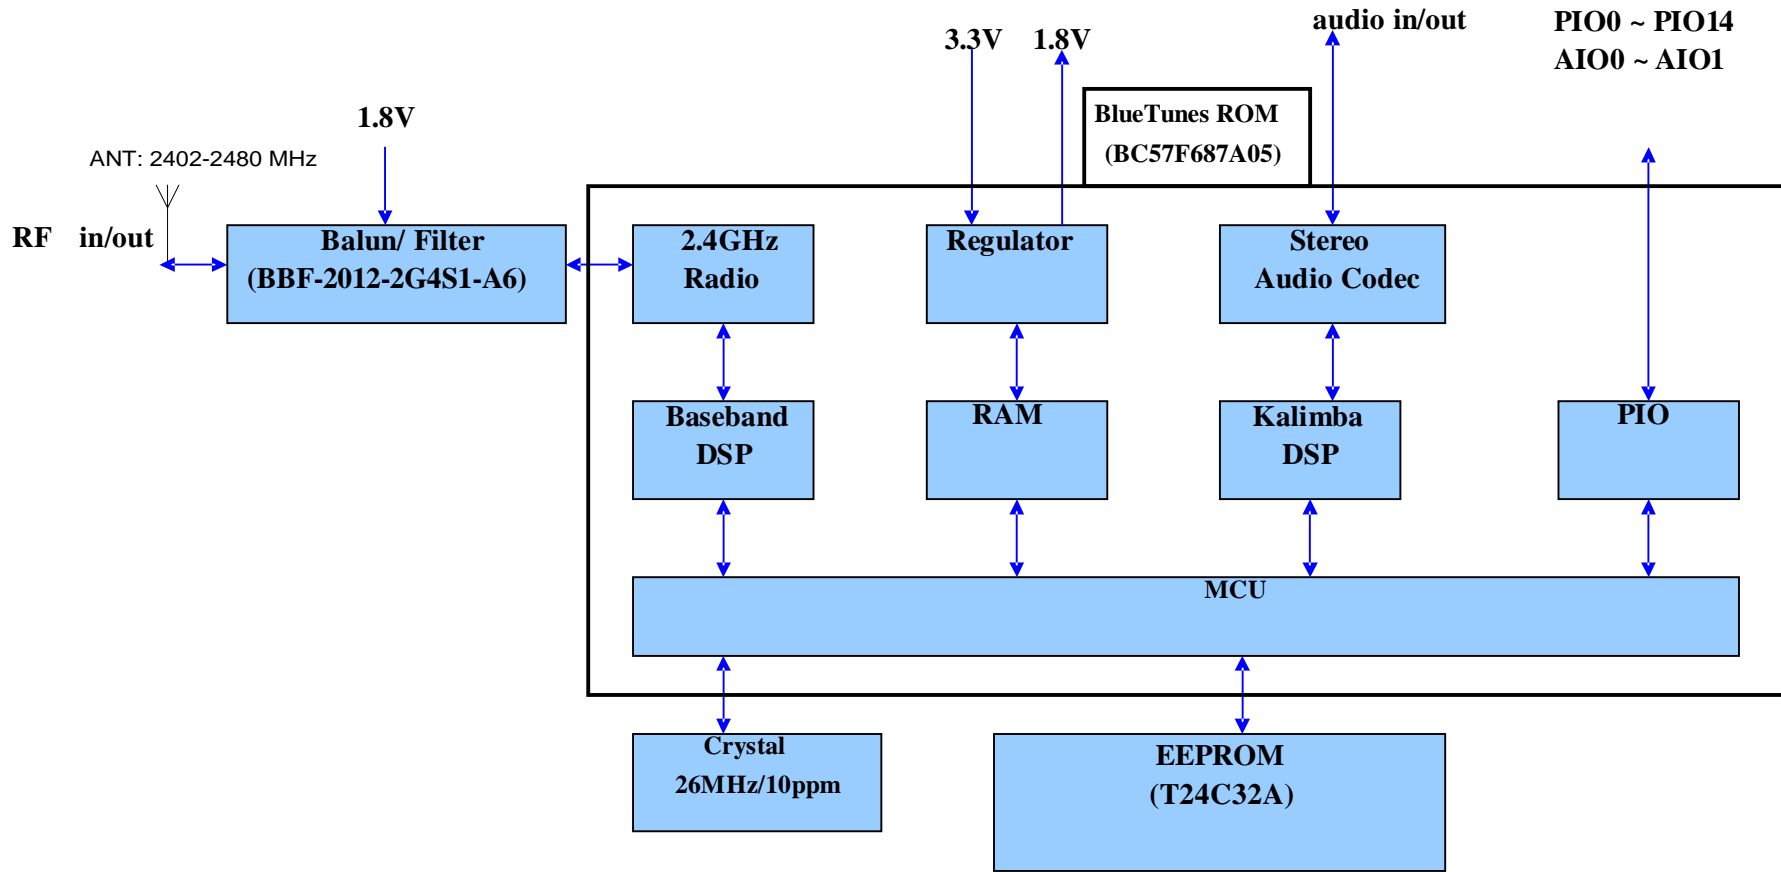 audio in/out
PIO0 ~ PIO14
AIO0 ~ AIO1
3.3V
1.8V
BlueTunes ROM
(BC57F687A05)
1.8V
ANT: 2402-2480 MHz
RF in/out
Balun/ Filter
(BBF-2012-2G4S1-A6)
2.4GHz
Radio
Regulator
Stereo
Audio Codec
Baseband
DSP
RAM
Kalimba
DSP
PIO
MCU
Crystal
26MHz/10ppm
EEPROM
(T24C32A)